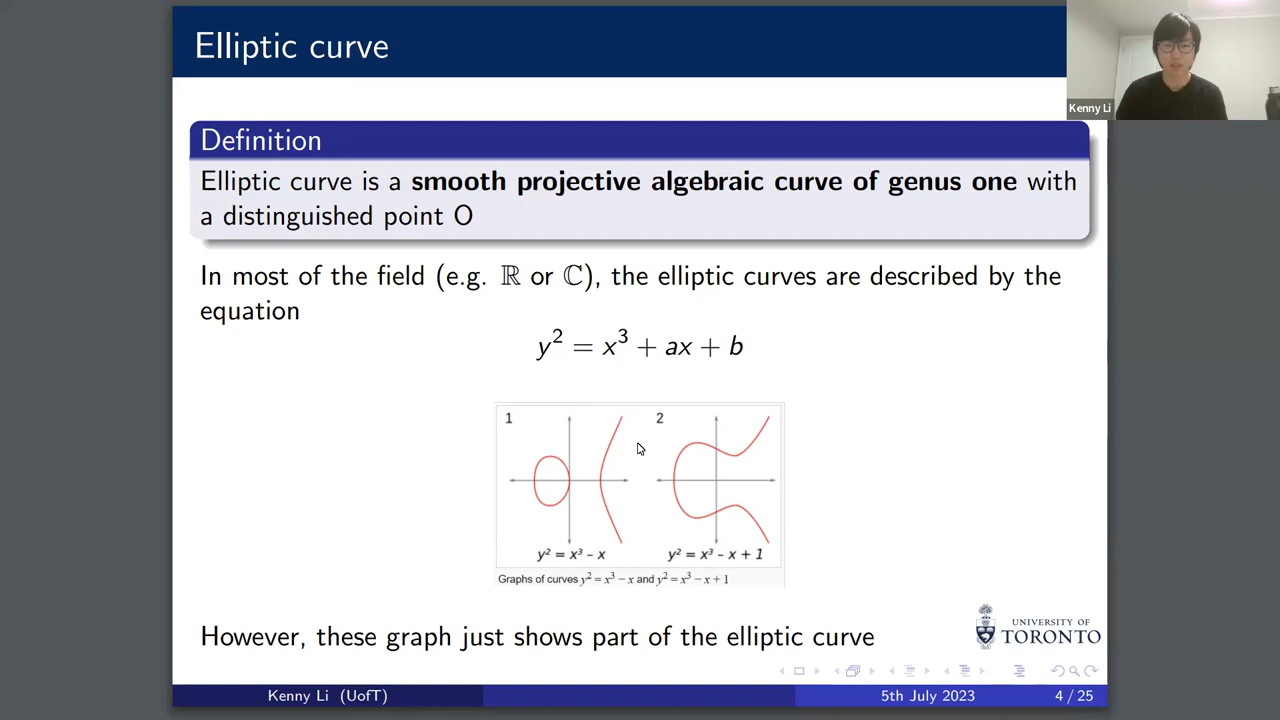 Elliptic curve
Kenny Li
Definition
Elliptic curve is a smooth projective algebraic curve of genus one with
a distinguished point O
In most of the field (e.g. ℝ or ℂ), the elliptic curves are described by the
equation
y² = x³ + ax + b
1
2
y² = x³ - x
y² = x³ - x + 1
Graphs of curves y² = x³ − x and y² = x³ − x + 1
However, these graph just shows part of the elliptic curve
UNIVERSITY OF
TORONTO
Kenny Li (UofT)
5th July 2023
4 / 25